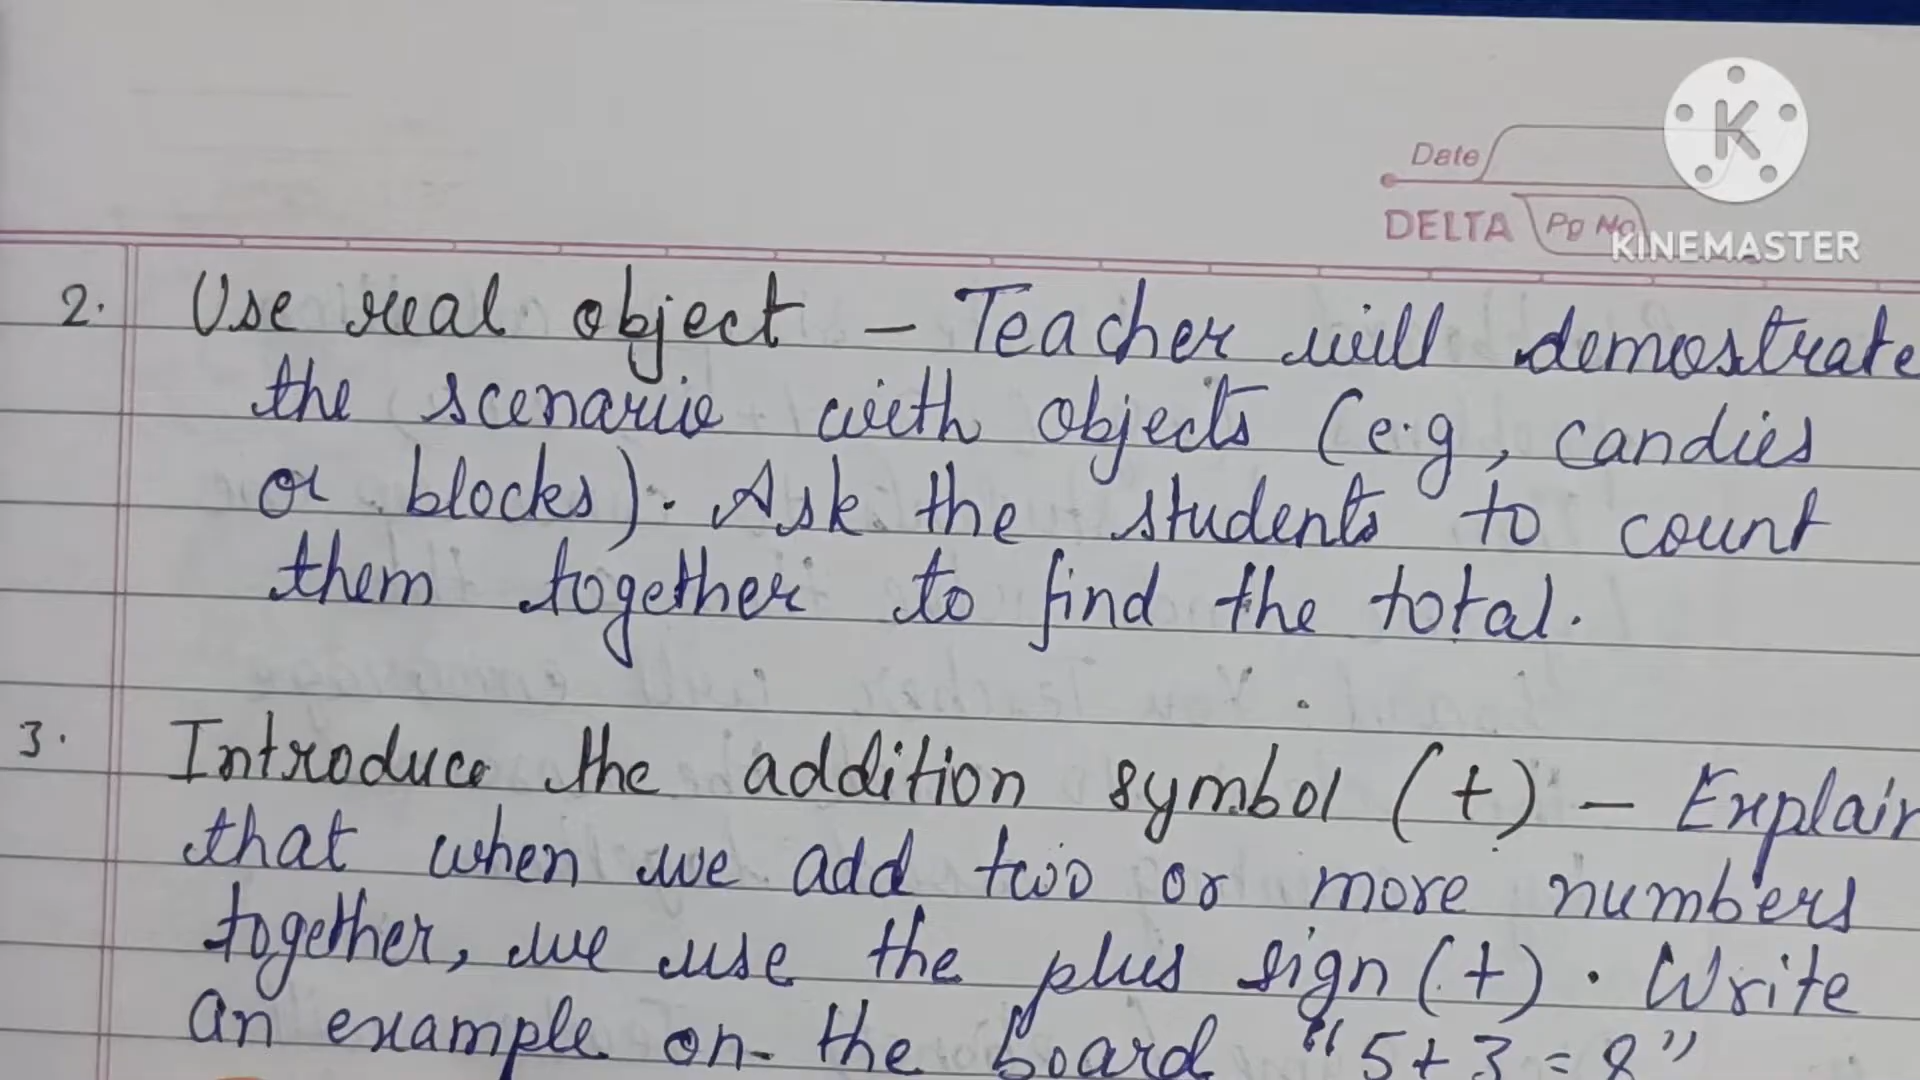 Date
DELTA Pg No
KINEMASTER
2. Use real object - Teacher will demostrate
the scenario with objects (e.g, candies
or blocks). Ask the students to count
them together to find the total.
3. Introduce the addition symbol (+) - Explain
that when we add two or more numbers
together, we use the plus sign (+). Write
an example on the board "5+3=8"